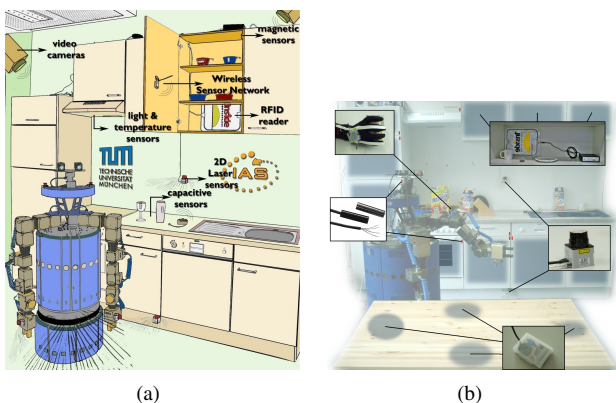 magnetic
sensors
video
cameras
Wireless
Sensor Network
RFID
reader
light &
temperature
sensors
TUM
TECHNISCHE
UNIVERSITÄT
MÜNCHEN
2D
Laser
sensors
IAS
capacitive
sensors
(a)
(b)